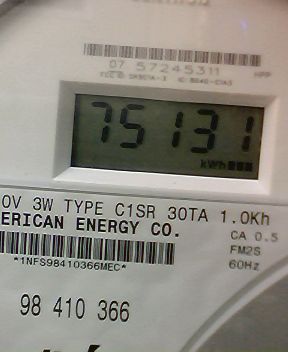 07 57245311
HPP
75131
kWh
0V 3W TYPE C1SR 30TA 1.0Kh
ERICAN ENERGY CO.
CA 0.5
FM2S
*1NFS98410366MEC*
60Hz
98 410 366